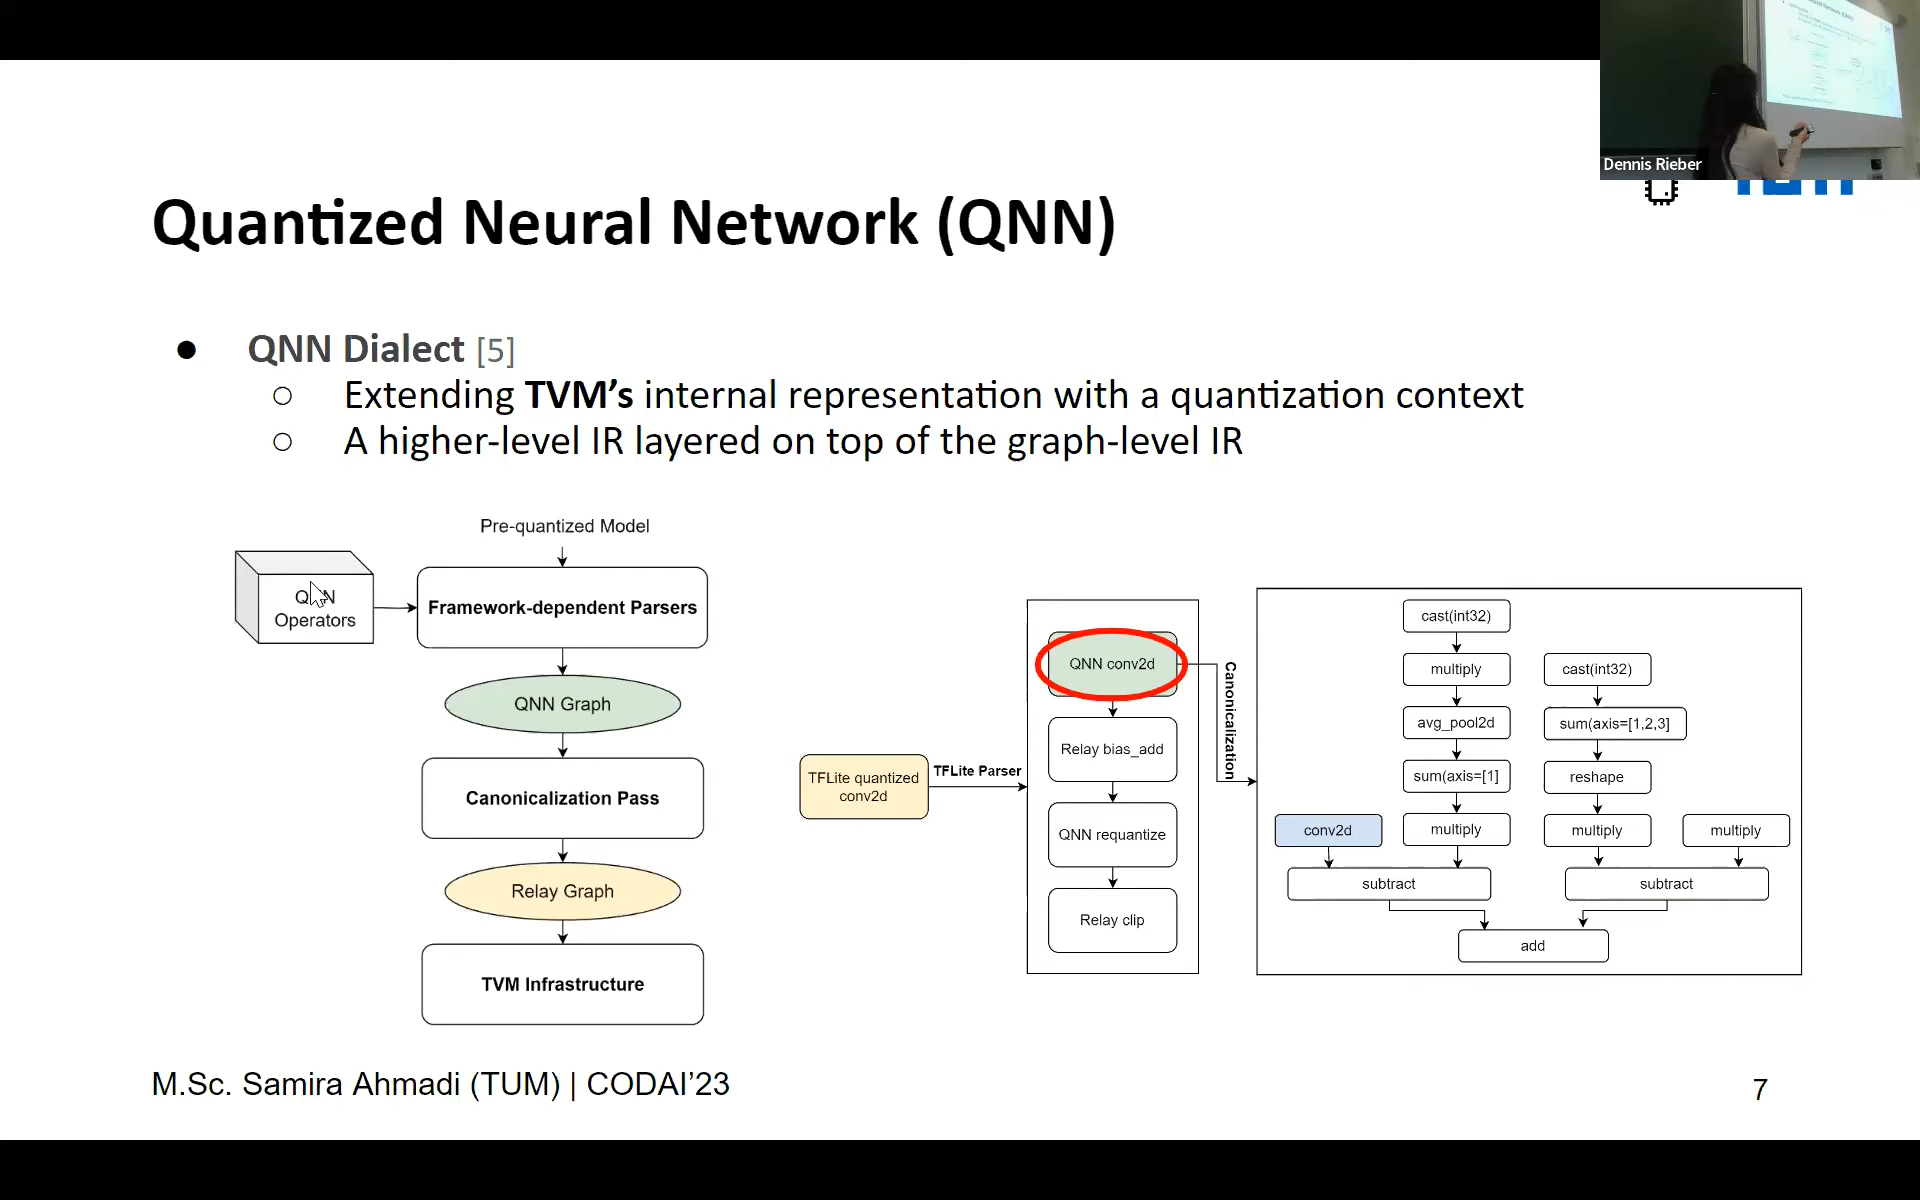 Dennis Rieber
Quantized Neural Network (QNN)
● QNN Dialect [5]
○ Extending TVM’s internal representation with a quantization context
○ A higher-level IR layered on top of the graph-level IR
Pre-quantized Model
QNN
Operators
Framework-dependent Parsers
QNN Graph
Canonicalization Pass
Relay Graph
TVM Infrastructure
TFLite quantized
conv2d
TFLite Parser
QNN conv2d
Relay bias_add
QNN requantize
Relay clip
Canonicalization
cast(int32)
multiply
avg_pool2d
sum(axis=[1]
multiply
cast(int32)
sum(axis=[1,2,3]
reshape
multiply
multiply
conv2d
subtract
subtract
add
M.Sc. Samira Ahmadi (TUM) | CODAI’23
7